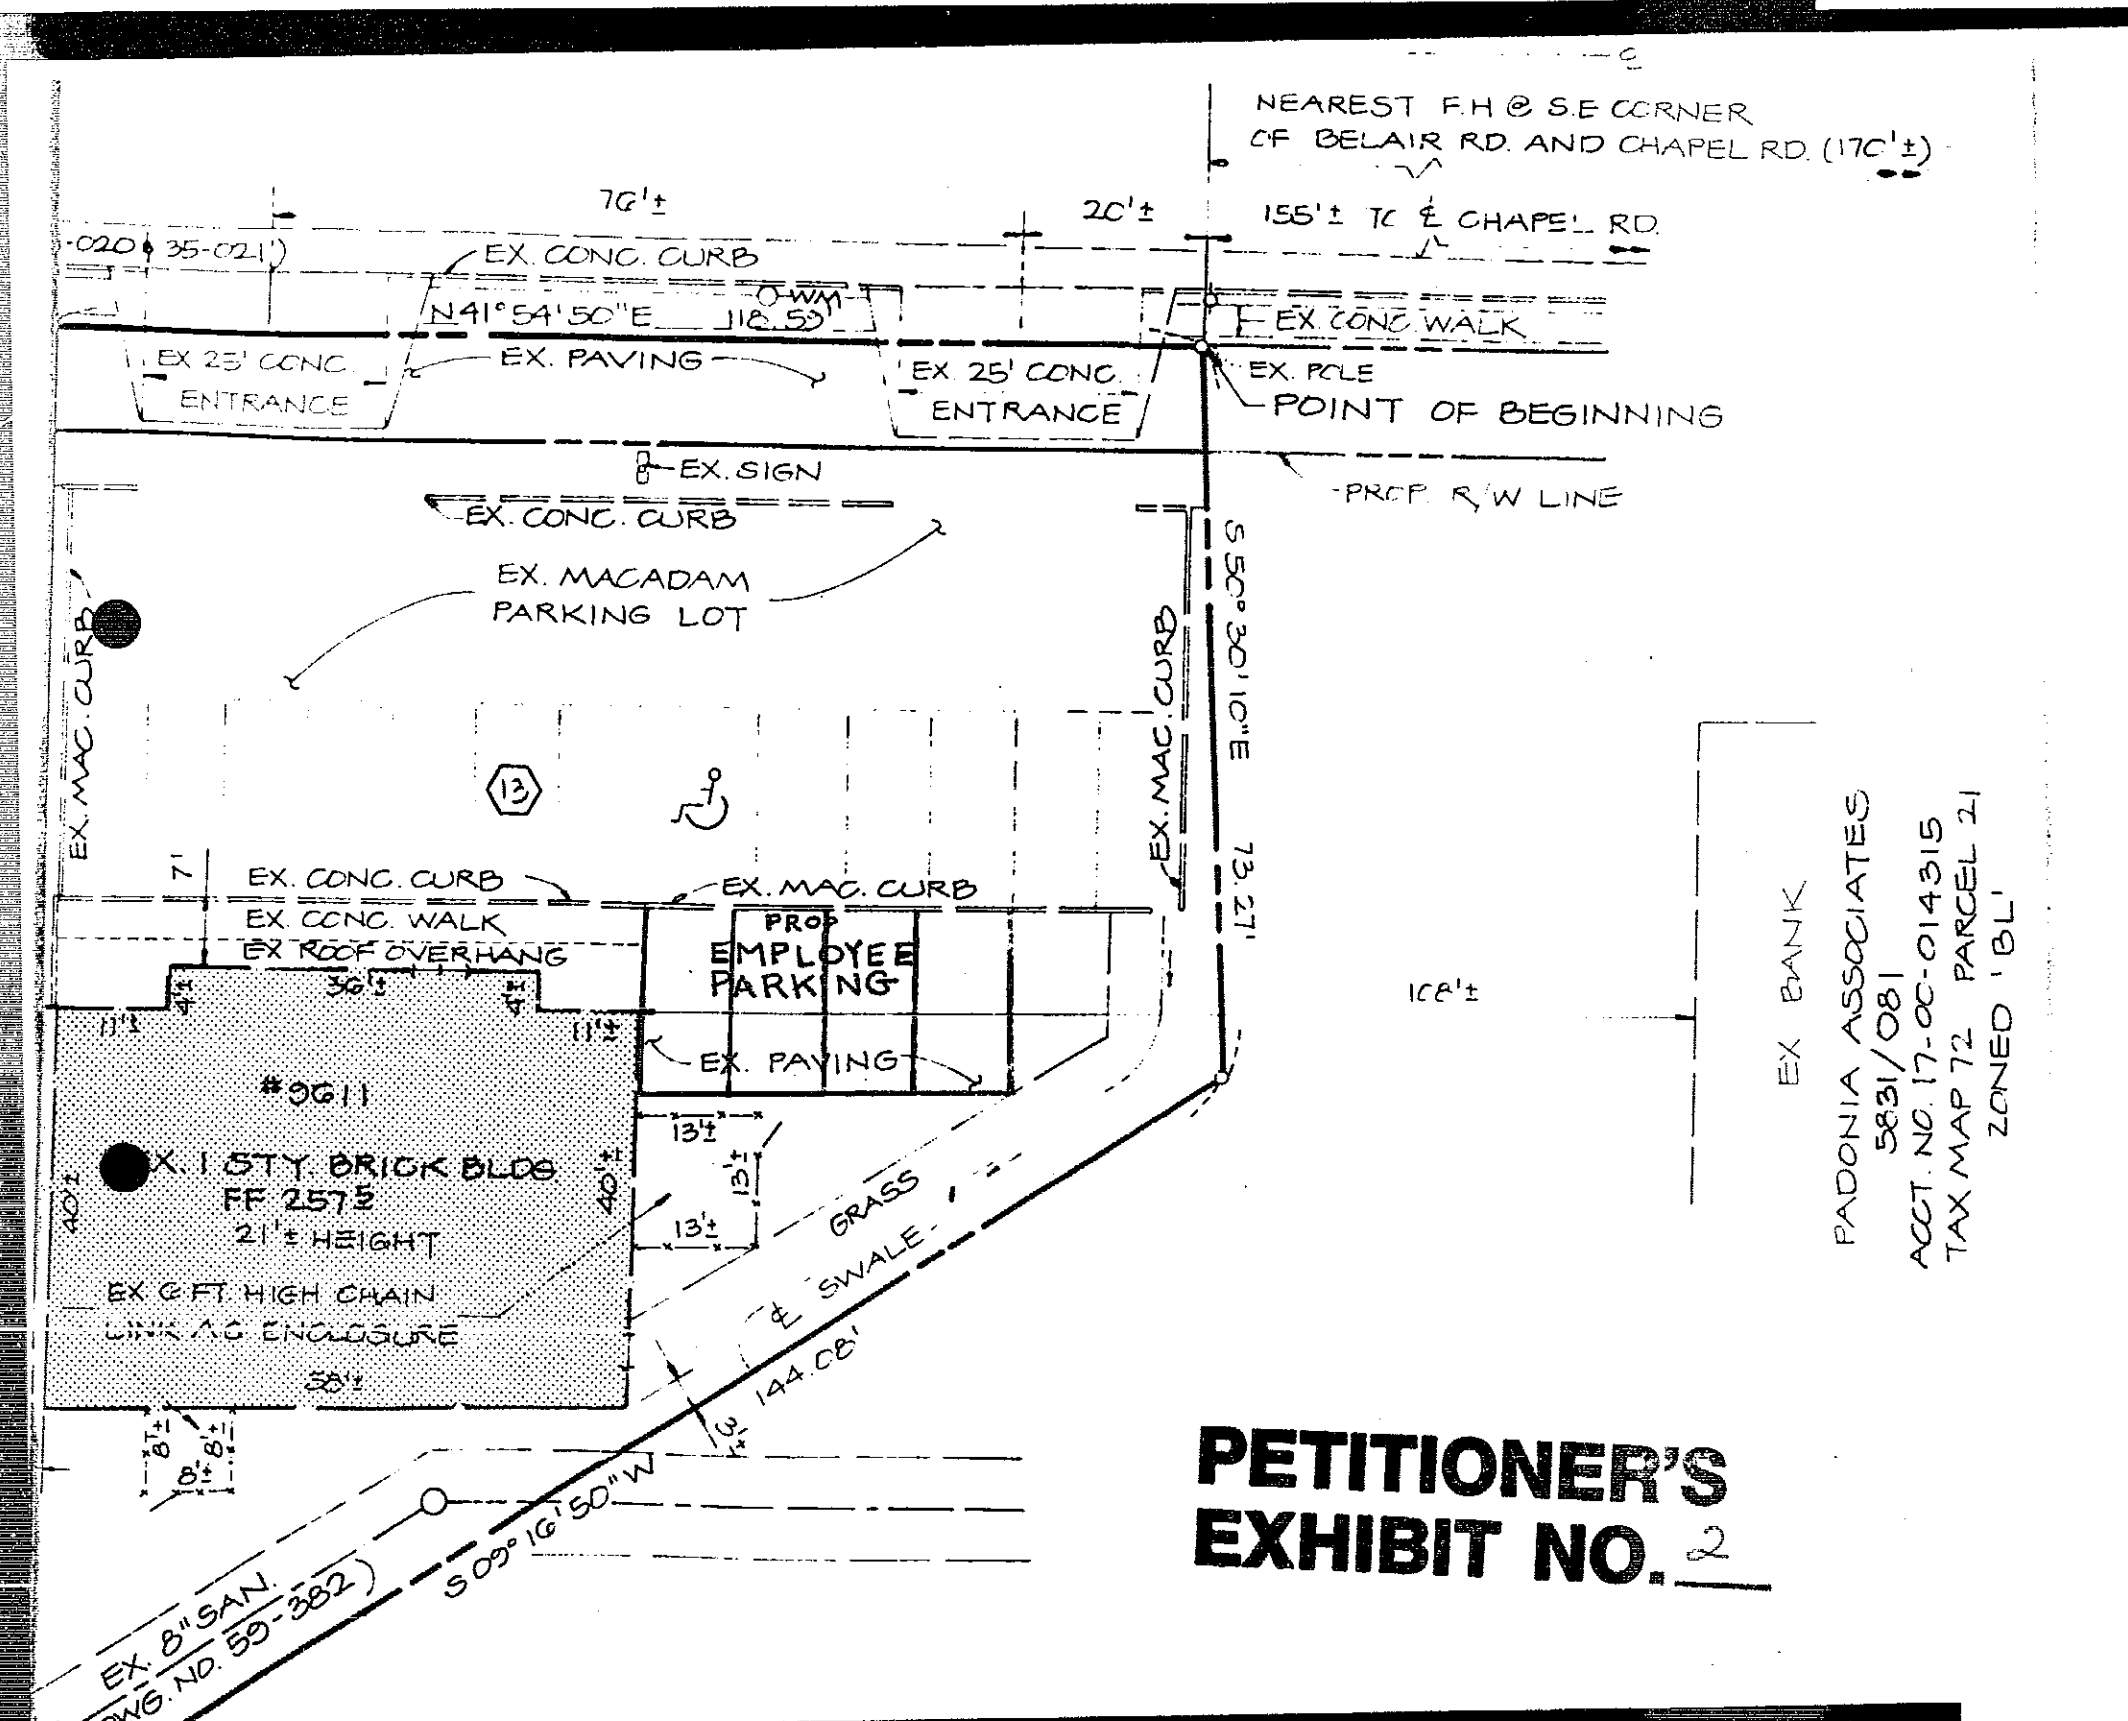 NEAREST F.H @ S.E CORNER
OF BELAIR RD. AND CHAPEL RD. (170'±)
76'±
20'±
155'± TO ℄ CHAPEL RD.
-020 & 35-021')
EX. CONC. CURB
WM
N41°54'50"E 118.59'
EX. CONC. WALK
EX 25' CONC.
ENTRANCE
EX. PAVING
EX. 25' CONC.
ENTRANCE
EX. POLE
POINT OF BEGINNING
EX. SIGN
PROP. R/W LINE
EX. CONC. CURB
EX. MACADAM
PARKING LOT
EX. MAC. CURB
EX. MAC. CURB
S 50° 30' 10"E 73.27'
13
7'
EX. CONC. CURB
EX. MAC. CURB
EX. CONC. WALK
EX ROOF OVERHANG
PROP
EMPLOYEE
PARKING
36'±
4'±
4'±
11'±
11'±
EX. PAVING
108'±
EX BANK
PADONIA ASSOCIATES
5831/081
ACCT. NO. 17-00-014315
TAX MAP 72 PARCEL 21
ZONED 'BL'
#9611
X. 1 STY. BRICK BLDG
FF 257⁵
21'± HEIGHT
40'±
40'±
13'±
13'±
13'±
EX 6 FT. HIGH CHAIN
LINK AC ENCLOSURE
58'±
GRASS
℄ SWALE
144.08'
3'±
8'±
8'±
8'±
S 09° 16' 50" W
EX. 8" SAN.
DWG. NO. 59-382)
PETITIONER'S
EXHIBIT NO. 2